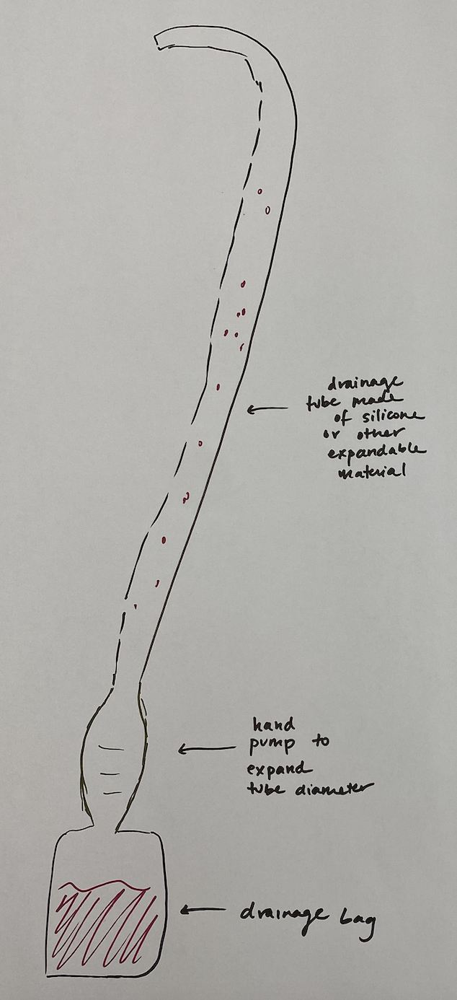 drainage
tube made
of silicone
or other
expandable
material
hand
pump to
expand
tube diameter
drainage bag